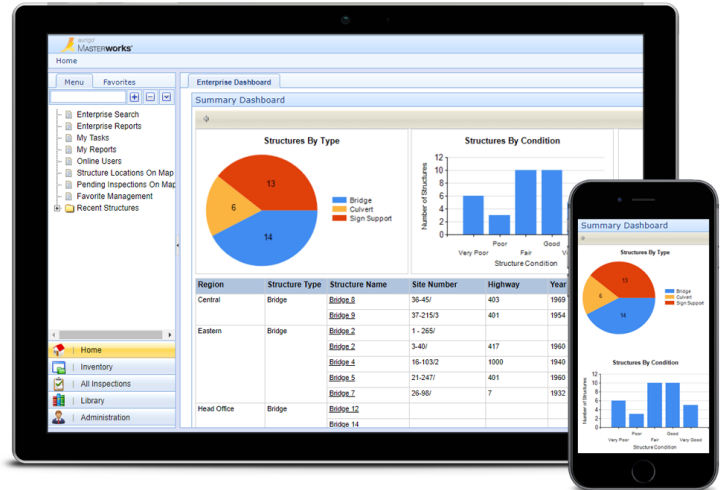 aurigo
MASTERWORKS
Home
Menu Favorites
Enterprise Search
Enterprise Reports
My Tasks
My Reports
Online Users
Structure Locations On Map
Pending Inspections On Map
Favorite Management
Recent Structures
Home
Inventory
All Inspections
Library
Administration
Enterprise Dashboard
Summary Dashboard
Structures By Type
13
6
14
Bridge
Culvert
Sign Support
Structures By Condition
Number of Structures
12
10
8
6
4
2
0
Poor Good
Very Poor Fair V
Structure Condition
Region Structure Type Structure Name Site Number Highway Year
Central Bridge Bridge 8 36-45/ 403 1969
Bridge 9 37-215/3 401 1954
Eastern Bridge Bridge 2 1 - 265/
Bridge 2 3-40/ 417 1960
Bridge 4 16-103/2 1000 1940
Bridge 5 21-247/ 401 1960
Bridge 7 26-98/ 7 1932
Head Office Bridge Bridge 12
Bridge 14
Summary Dashboard
Structures By Type
13
6
14
Bridge
Culvert
Sign Support
Structures By Condition
Number of Structures
12
10
8
6
4
2
0
Poor Good
Very Poor Fair Very Good
Structure Condition